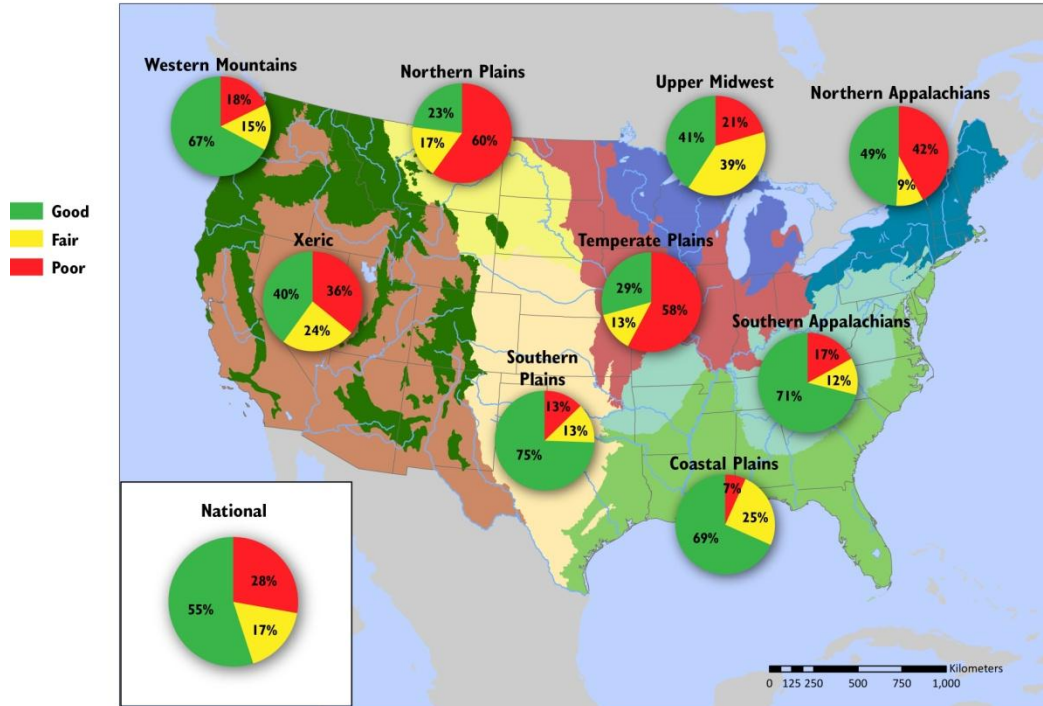 Western Mountains
18%
15%
67%
Northern Plains
23%
17%
60%
Upper Midwest
41%
21%
39%
Northern Appalachians
49%
42%
9%
Good
Fair
Poor
Xeric
40%
36%
24%
Temperate Plains
29%
58%
13%
Southern Appalachians
17%
12%
71%
Southern
Plains
13%
13%
75%
Coastal Plains
7%
25%
69%
National
28%
55%
17%
Kilometers
0 125 250 500 750 1,000